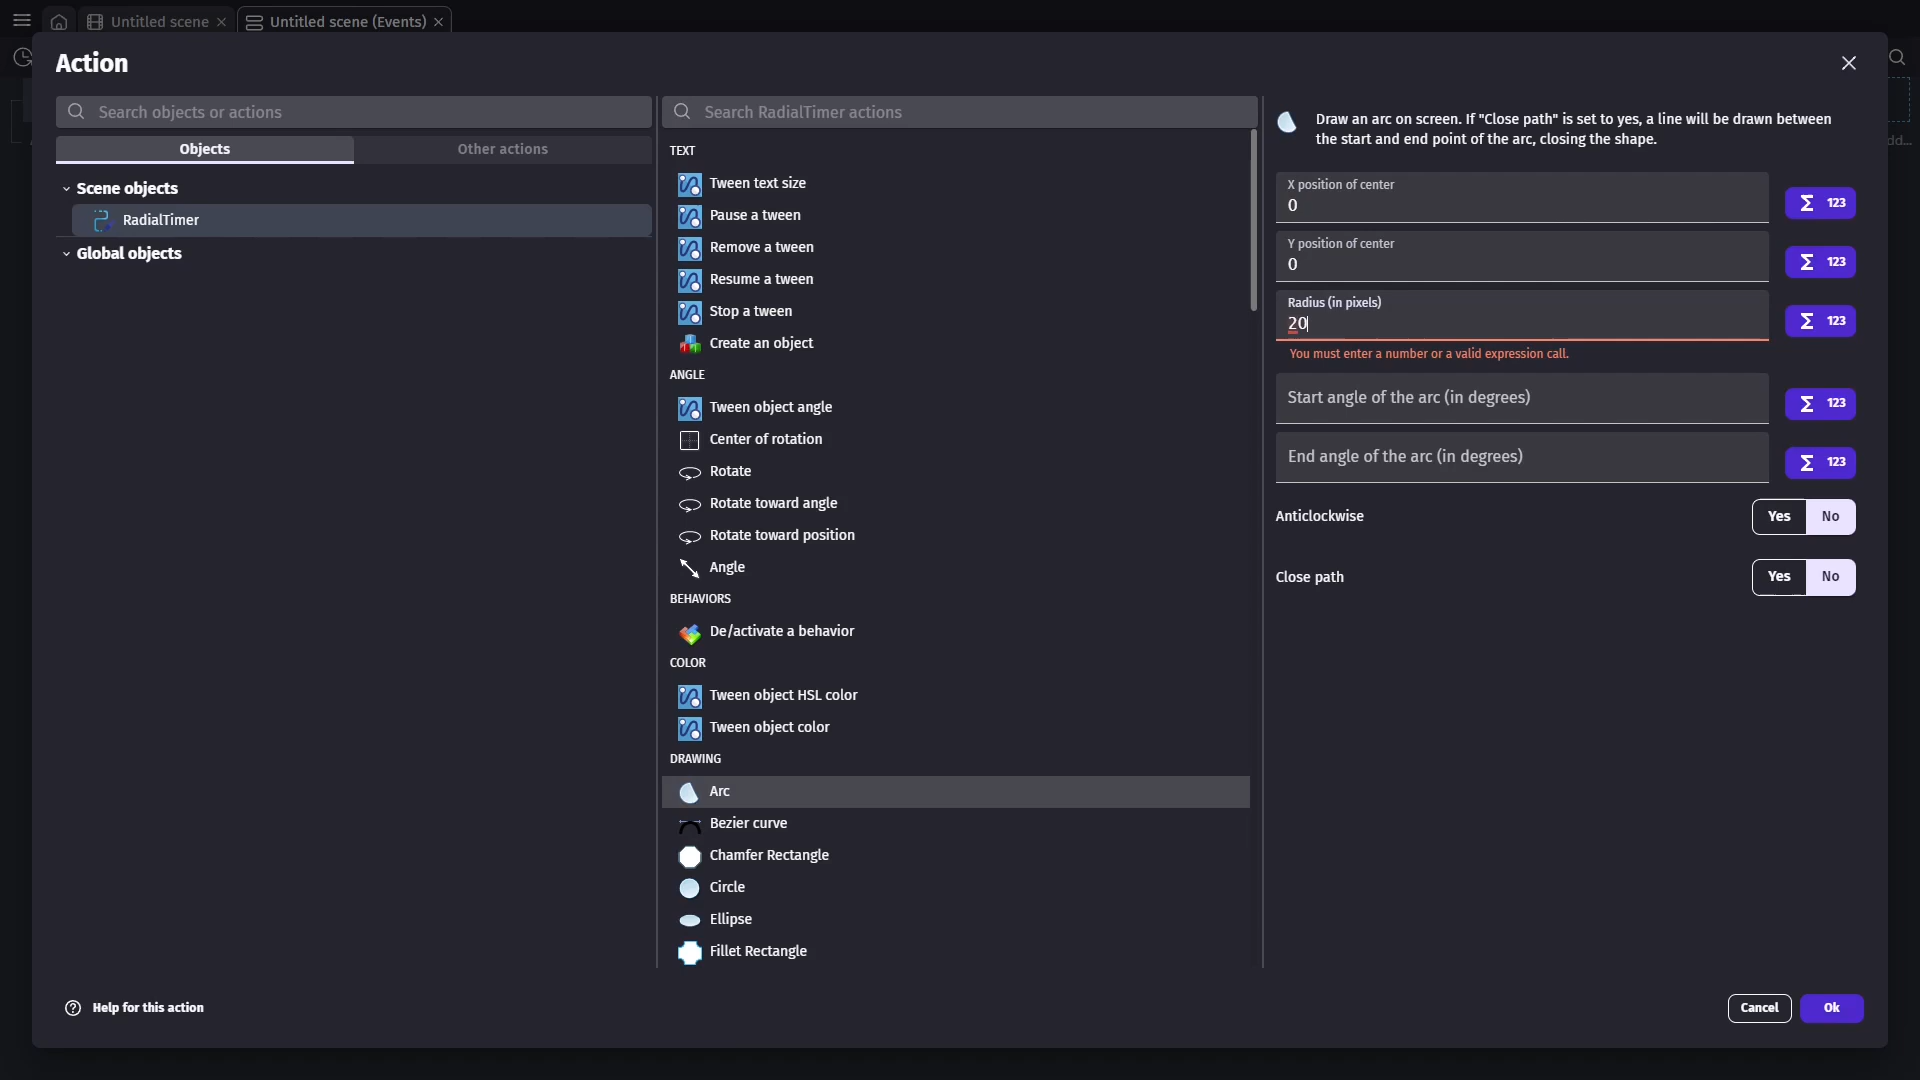 Untitled scene
Untitled scene (Events)
Action
Search objects or actions
Objects
Other actions
Scene objects
RadialTimer
Global objects
Search RadialTimer actions
TEXT
Tween text size
Pause a tween
Remove a tween
Resume a tween
Stop a tween
Create an object
ANGLE
Tween object angle
Center of rotation
Rotate
Rotate toward angle
Rotate toward position
Angle
BEHAVIORS
De/activate a behavior
COLOR
Tween object HSL color
Tween object color
DRAWING
Arc
Bezier curve
Chamfer Rectangle
Circle
Ellipse
Fillet Rectangle
Draw an arc on screen. If "Close path" is set to yes, a line will be drawn between
the start and end point of the arc, closing the shape.
X position of center
0
Σ 123
Y position of center
0
Σ 123
Radius (in pixels)
20
Σ 123
You must enter a number or a valid expression call.
Start angle of the arc (in degrees)
Σ 123
End angle of the arc (in degrees)
Σ 123
Anticlockwise
Yes
No
Close path
Yes
No
Help for this action
Cancel
Ok